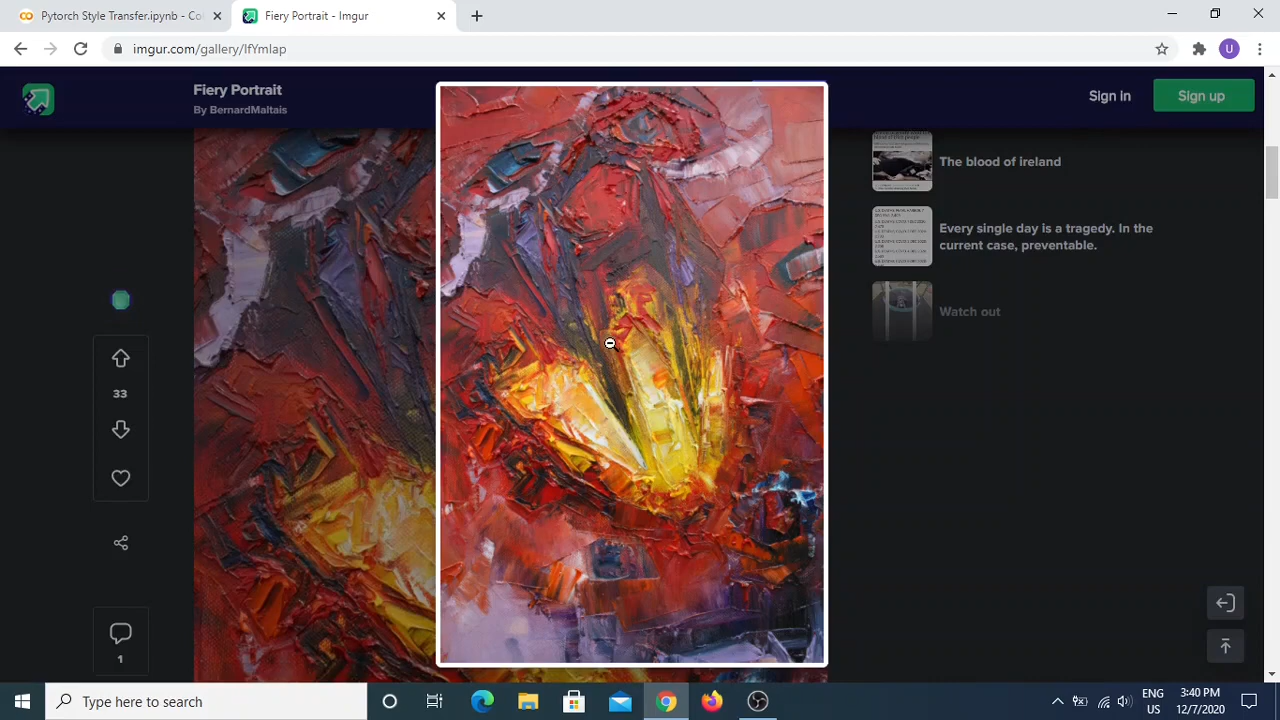 Pytorch Style Transfer.ipynb - Col
Fiery Portrait - Imgur
imgur.com/gallery/lfYmlap
U
Fiery Portrait
By BernardMaltais
Sign in
Sign up
The blood of ireland
Every single day is a tragedy. In the
current case, preventable.
Watch out
33
1
Type here to search
ENG
US
3:40 PM
12/7/2020